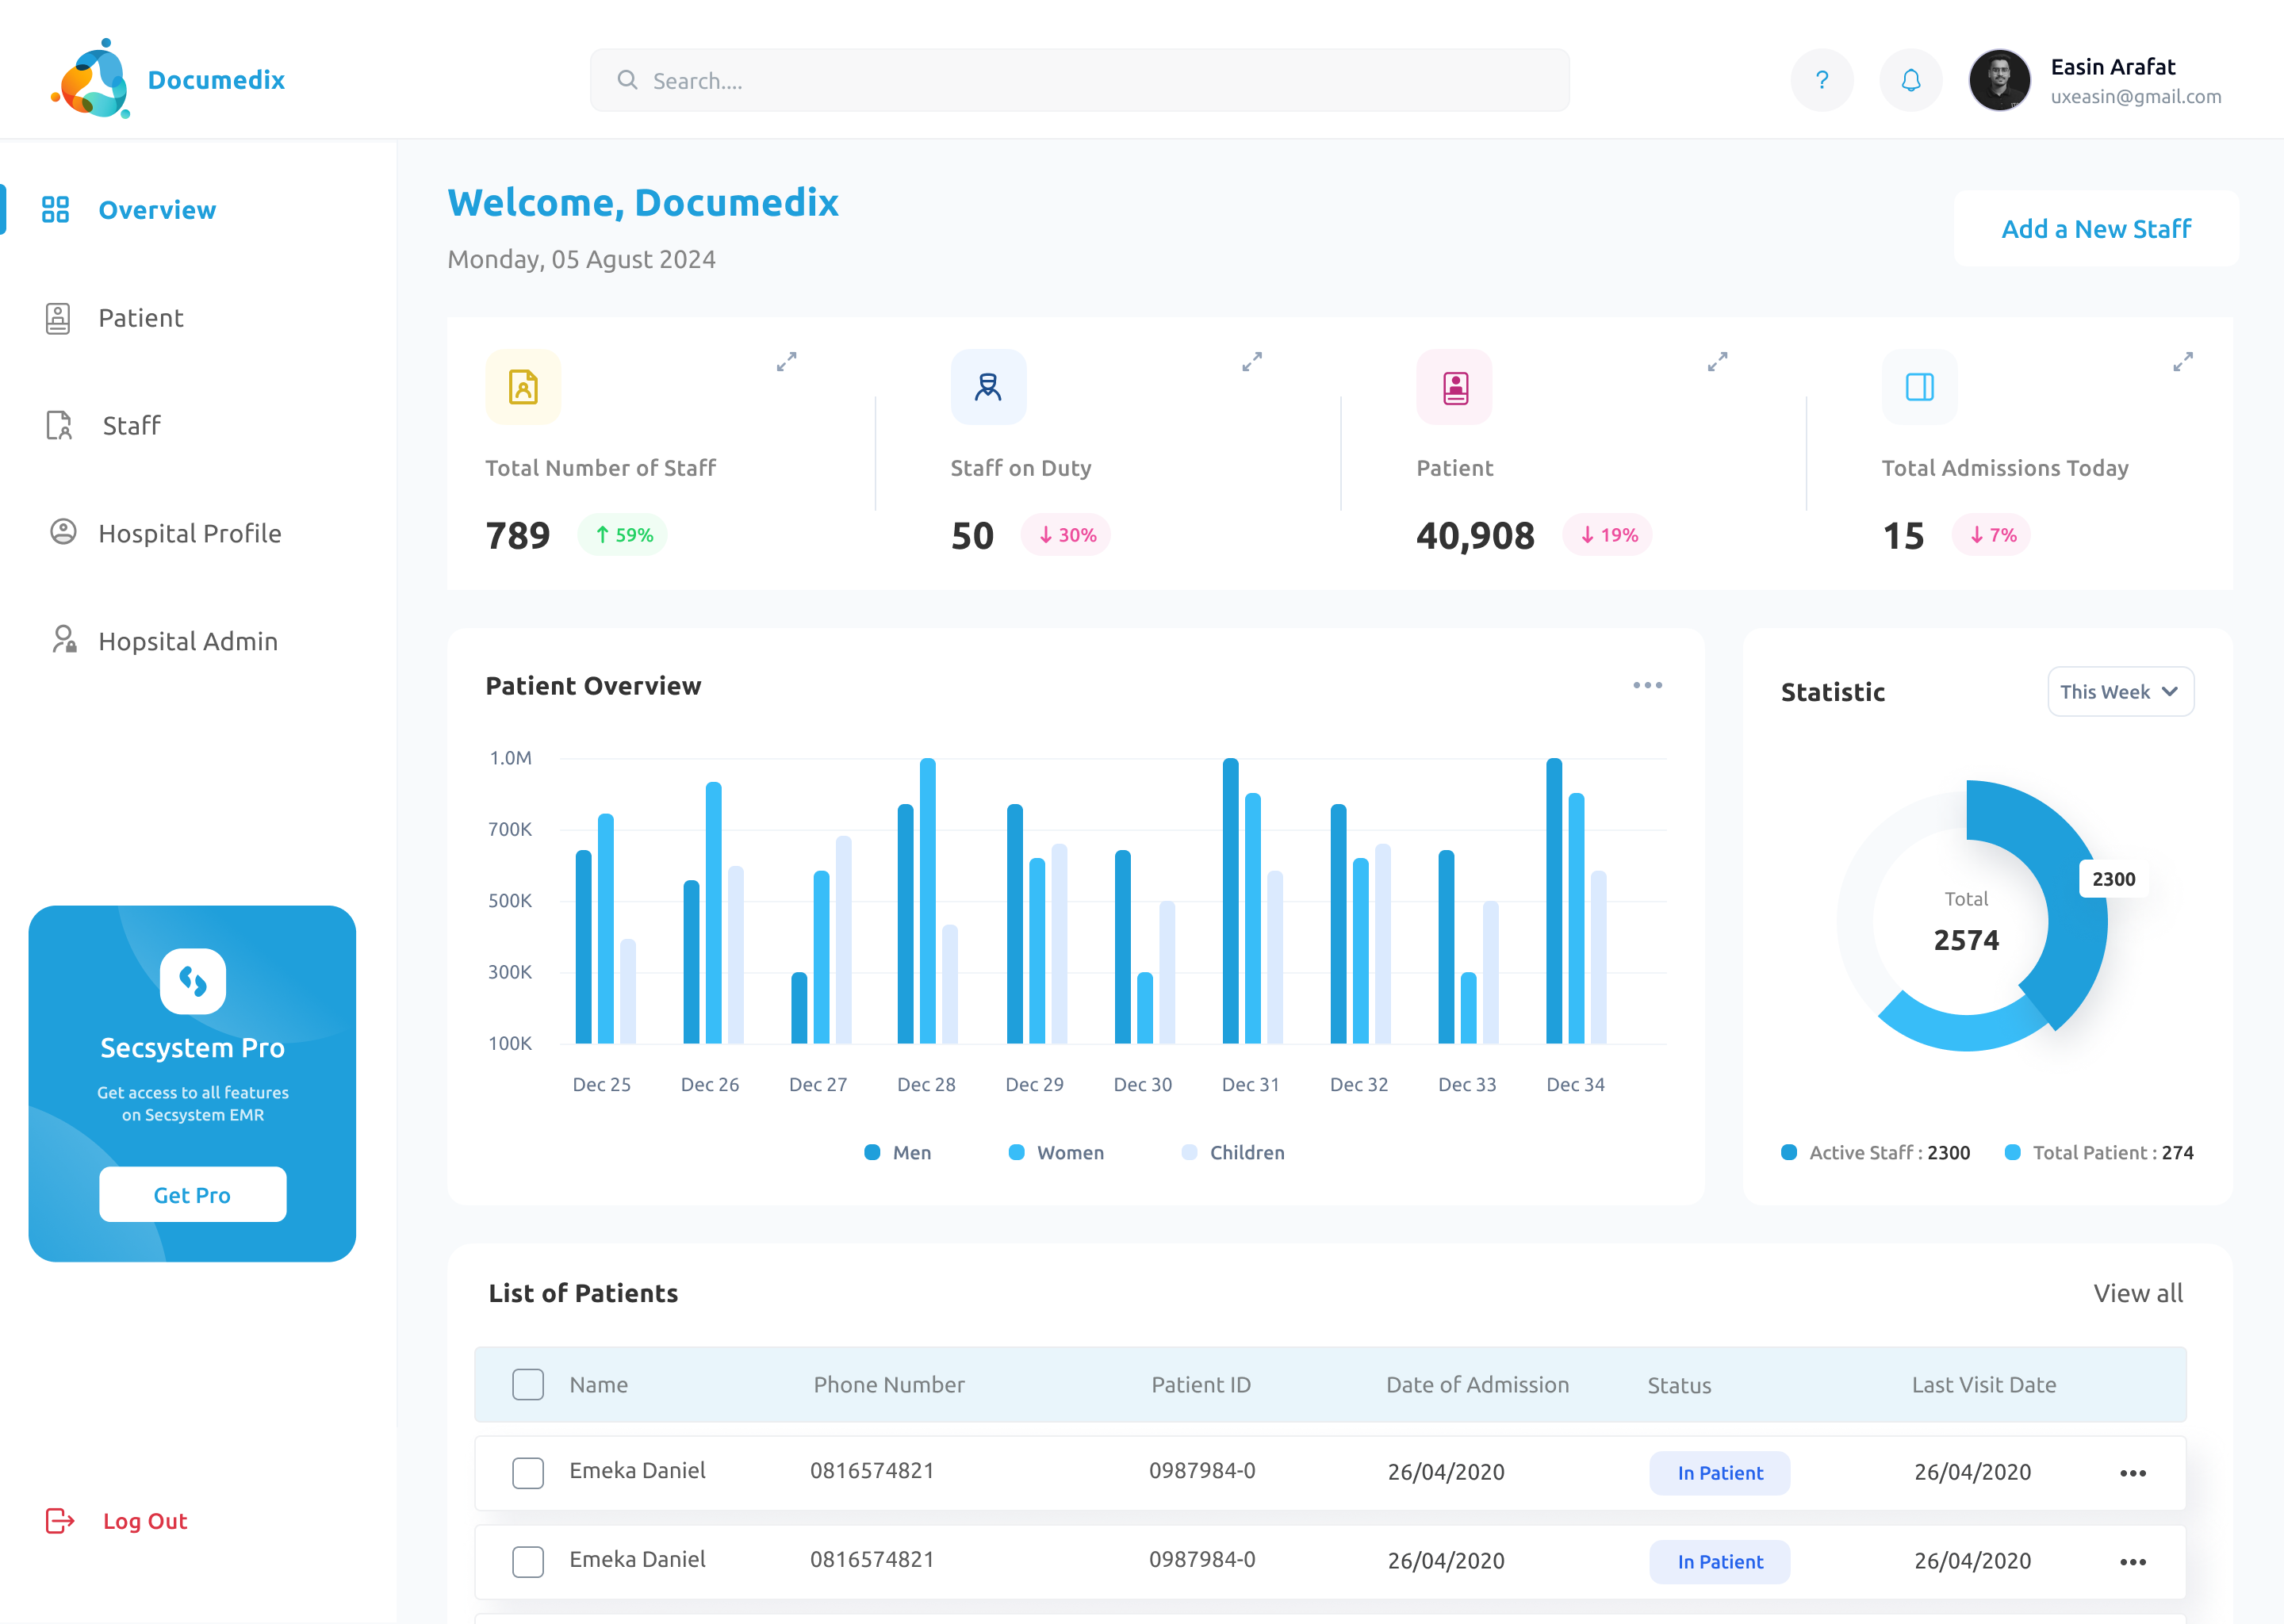 Documedix
Search....
?
Easin Arafat
uxeasin@gmail.com
Overview
Patient
Staff
Hospital Profile
Hopsital Admin
Secsystem Pro
Get access to all features
on Secsystem EMR
Get Pro
Log Out
Welcome, Documedix
Monday, 05 Agust 2024
Add a New Staff
Total Number of Staff
789 ↑ 59%
Staff on Duty
50 ↓ 30%
Patient
40,908 ↓ 19%
Total Admissions Today
15 ↓ 7%
Patient Overview
1.0M
700K
500K
300K
100K
Dec 25 Dec 26 Dec 27 Dec 28 Dec 29 Dec 30 Dec 31 Dec 32 Dec 33 Dec 34
Men Women Children
Statistic
This Week
2300
Total
2574
Active Staff : 2300 Total Patient : 274
List of Patients
View all
Name Phone Number Patient ID Date of Admission Status Last Visit Date
Emeka Daniel 0816574821 0987984-0 26/04/2020 In Patient 26/04/2020
Emeka Daniel 0816574821 0987984-0 26/04/2020 In Patient 26/04/2020